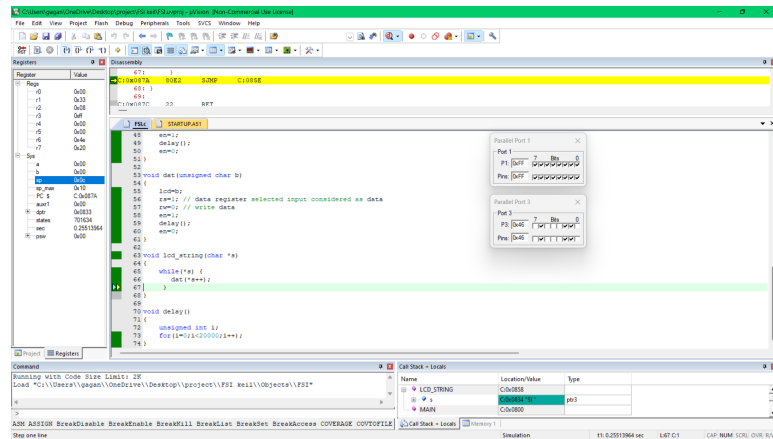 C:\Users\gagan\OneDrive\Desktop\project\FSI keil\FSI.uvproj - µVision [Non-Commercial Use License]
File Edit View Project Flash Debug Peripherals Tools SVCS Window Help
Registers
Register Value
Regs
r0 0x00
r1 0x33
r2 0x08
r3 0xff
r4 0x00
r5 0x00
r6 0x4e
r7 0x20
Sys
a 0x00
b 0x00
sp 0x0c
sp_max 0x10
PC $ C:0x087A
auxr1 0x00
dptr 0x0833
states 701634
sec 0.25513964
psw 0x00
Project Registers
Disassembly
67: }
C:0x087A 80E2 SJMP C:085E
68: }
69:
C:0x087C 22 RET
FSI.c STARTUP.A51
48 en=1;
49 delay();
50 en=0;
51 }
52
53 void dat(unsigned char b)
54 {
55 lcd=b;
56 rs=1; // data register selected input considered as data
57 rw=0; // write data
58 en=1;
59 delay();
60 en=0;
61 }
62
63 void lcd_string(char *s)
64 {
65 while(*s) {
66 dat(*s++);
67 }
68 }
69
70 void delay()
71 {
72 unsigned int i;
73 for(i=0;i<20000;i++);
74 }
Parallel Port 1
Port 1
7 Bits 0
P1: 0xFF
Pins: 0xFF
Parallel Port 3
Port 3
7 Bits 0
P3: 0x46
Pins: 0x46
Command
Running with Code Size Limit: 2K
Load "C:\\Users\\gagan\\OneDrive\\Desktop\\project\\FSI keil\\Objects\\FSI"
>
ASM ASSIGN BreakDisable BreakEnable BreakKill BreakList BreakSet BreakAccess COVERAGE COVTOFILE
Call Stack + Locals
Name Location/Value Type
LCD_STRING C:0x0858
s C:0x0834 "SI" ptr3
MAIN C:0x0800
Call Stack + Locals Memory 1
Step one line Simulation t1: 0.25513964 sec L:67 C:1 CAP NUM SCRL OVR